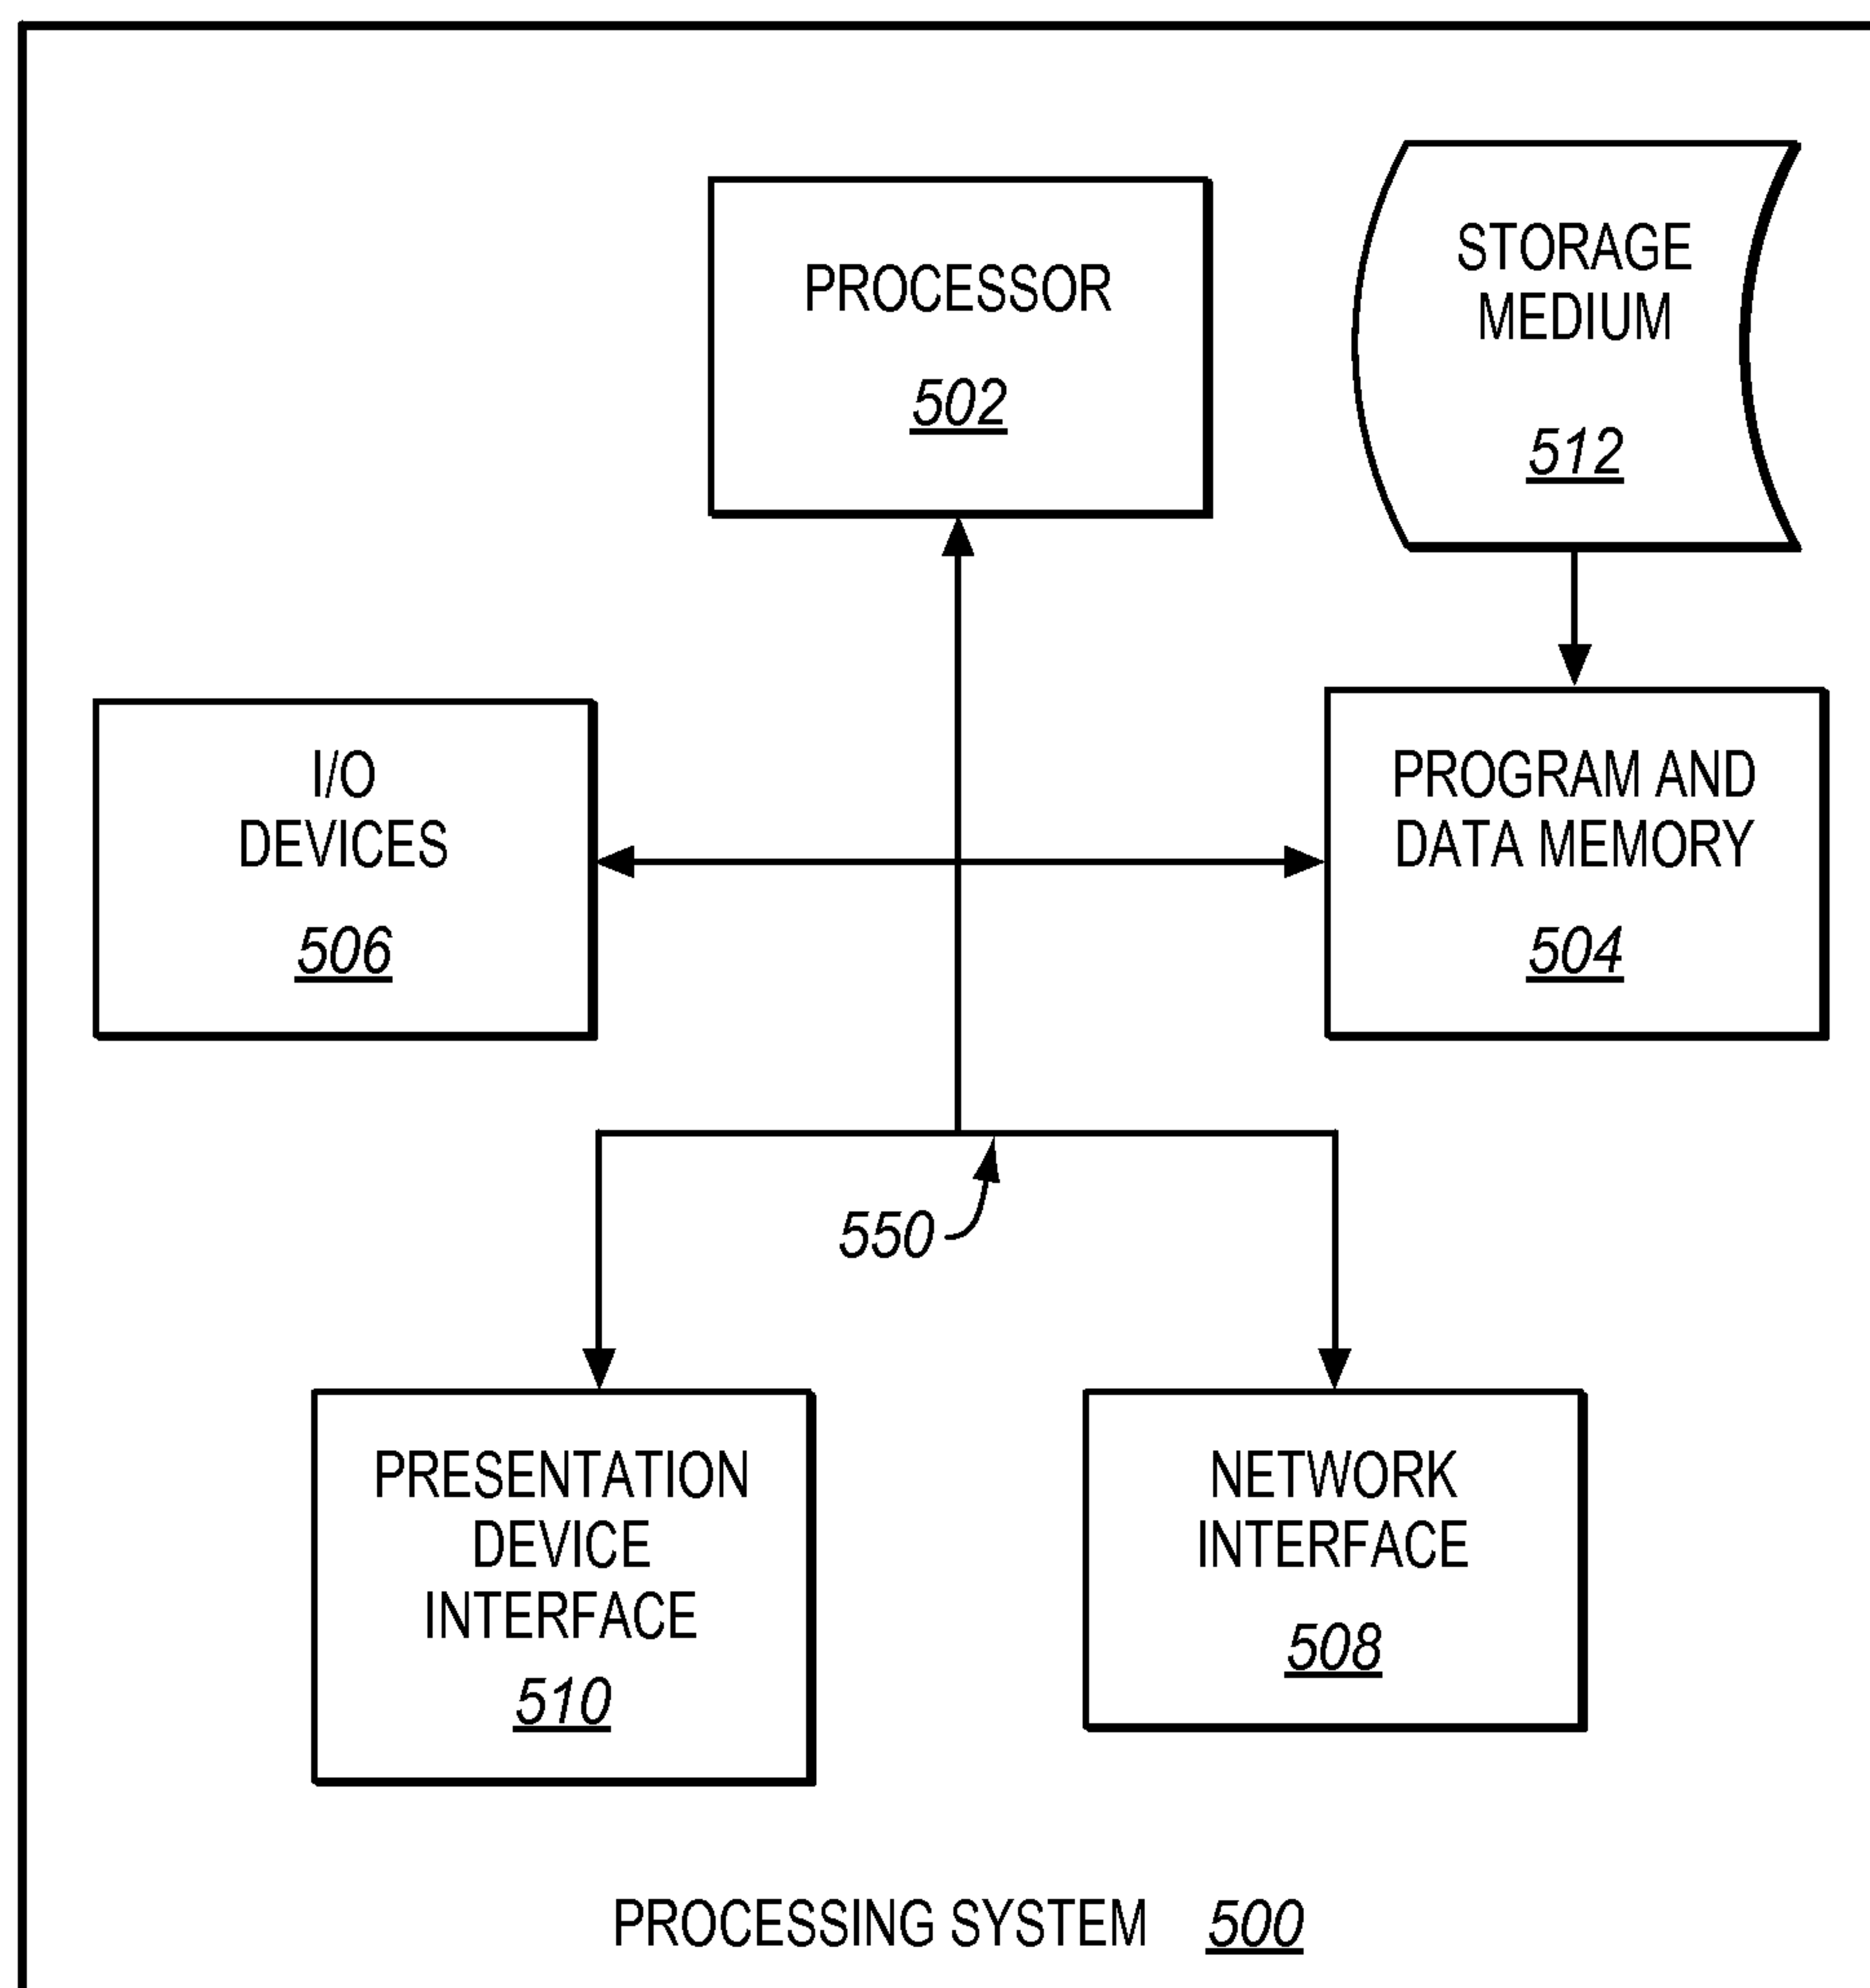 PROCESSOR
502
STORAGE
MEDIUM
512
I/O
DEVICES
506
PROGRAM AND
DATA MEMORY
504
550
PRESENTATION
DEVICE
INTERFACE
510
NETWORK
INTERFACE
508
PROCESSING SYSTEM 500